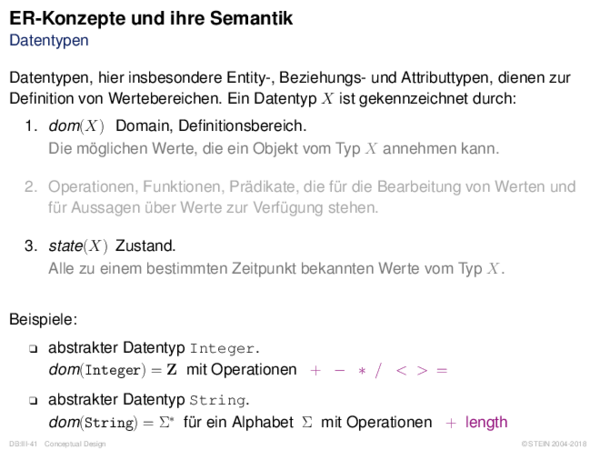 ER-Konzepte und ihre Semantik
Datentypen
Datentypen, hier insbesondere Entity-, Beziehungs- und Attributtypen, dienen zur
Definition von Wertebereichen. Ein Datentyp X ist gekennzeichnet durch:
1. dom(X) Domain, Definitionsbereich.
Die möglichen Werte, die ein Objekt vom Typ X annehmen kann.
2. Operationen, Funktionen, Prädikate, die für die Bearbeitung von Werten und
für Aussagen über Werte zur Verfügung stehen.
3. state(X) Zustand.
Alle zu einem bestimmten Zeitpunkt bekannten Werte vom Typ X.
Beispiele:
❑ abstrakter Datentyp Integer.
dom(Integer) = Z mit Operationen + − ∗ / < > =
❑ abstrakter Datentyp String.
dom(String) = Σ* für ein Alphabet Σ mit Operationen + length
DB:III-41 Conceptual Design ©STEIN 2004-2018